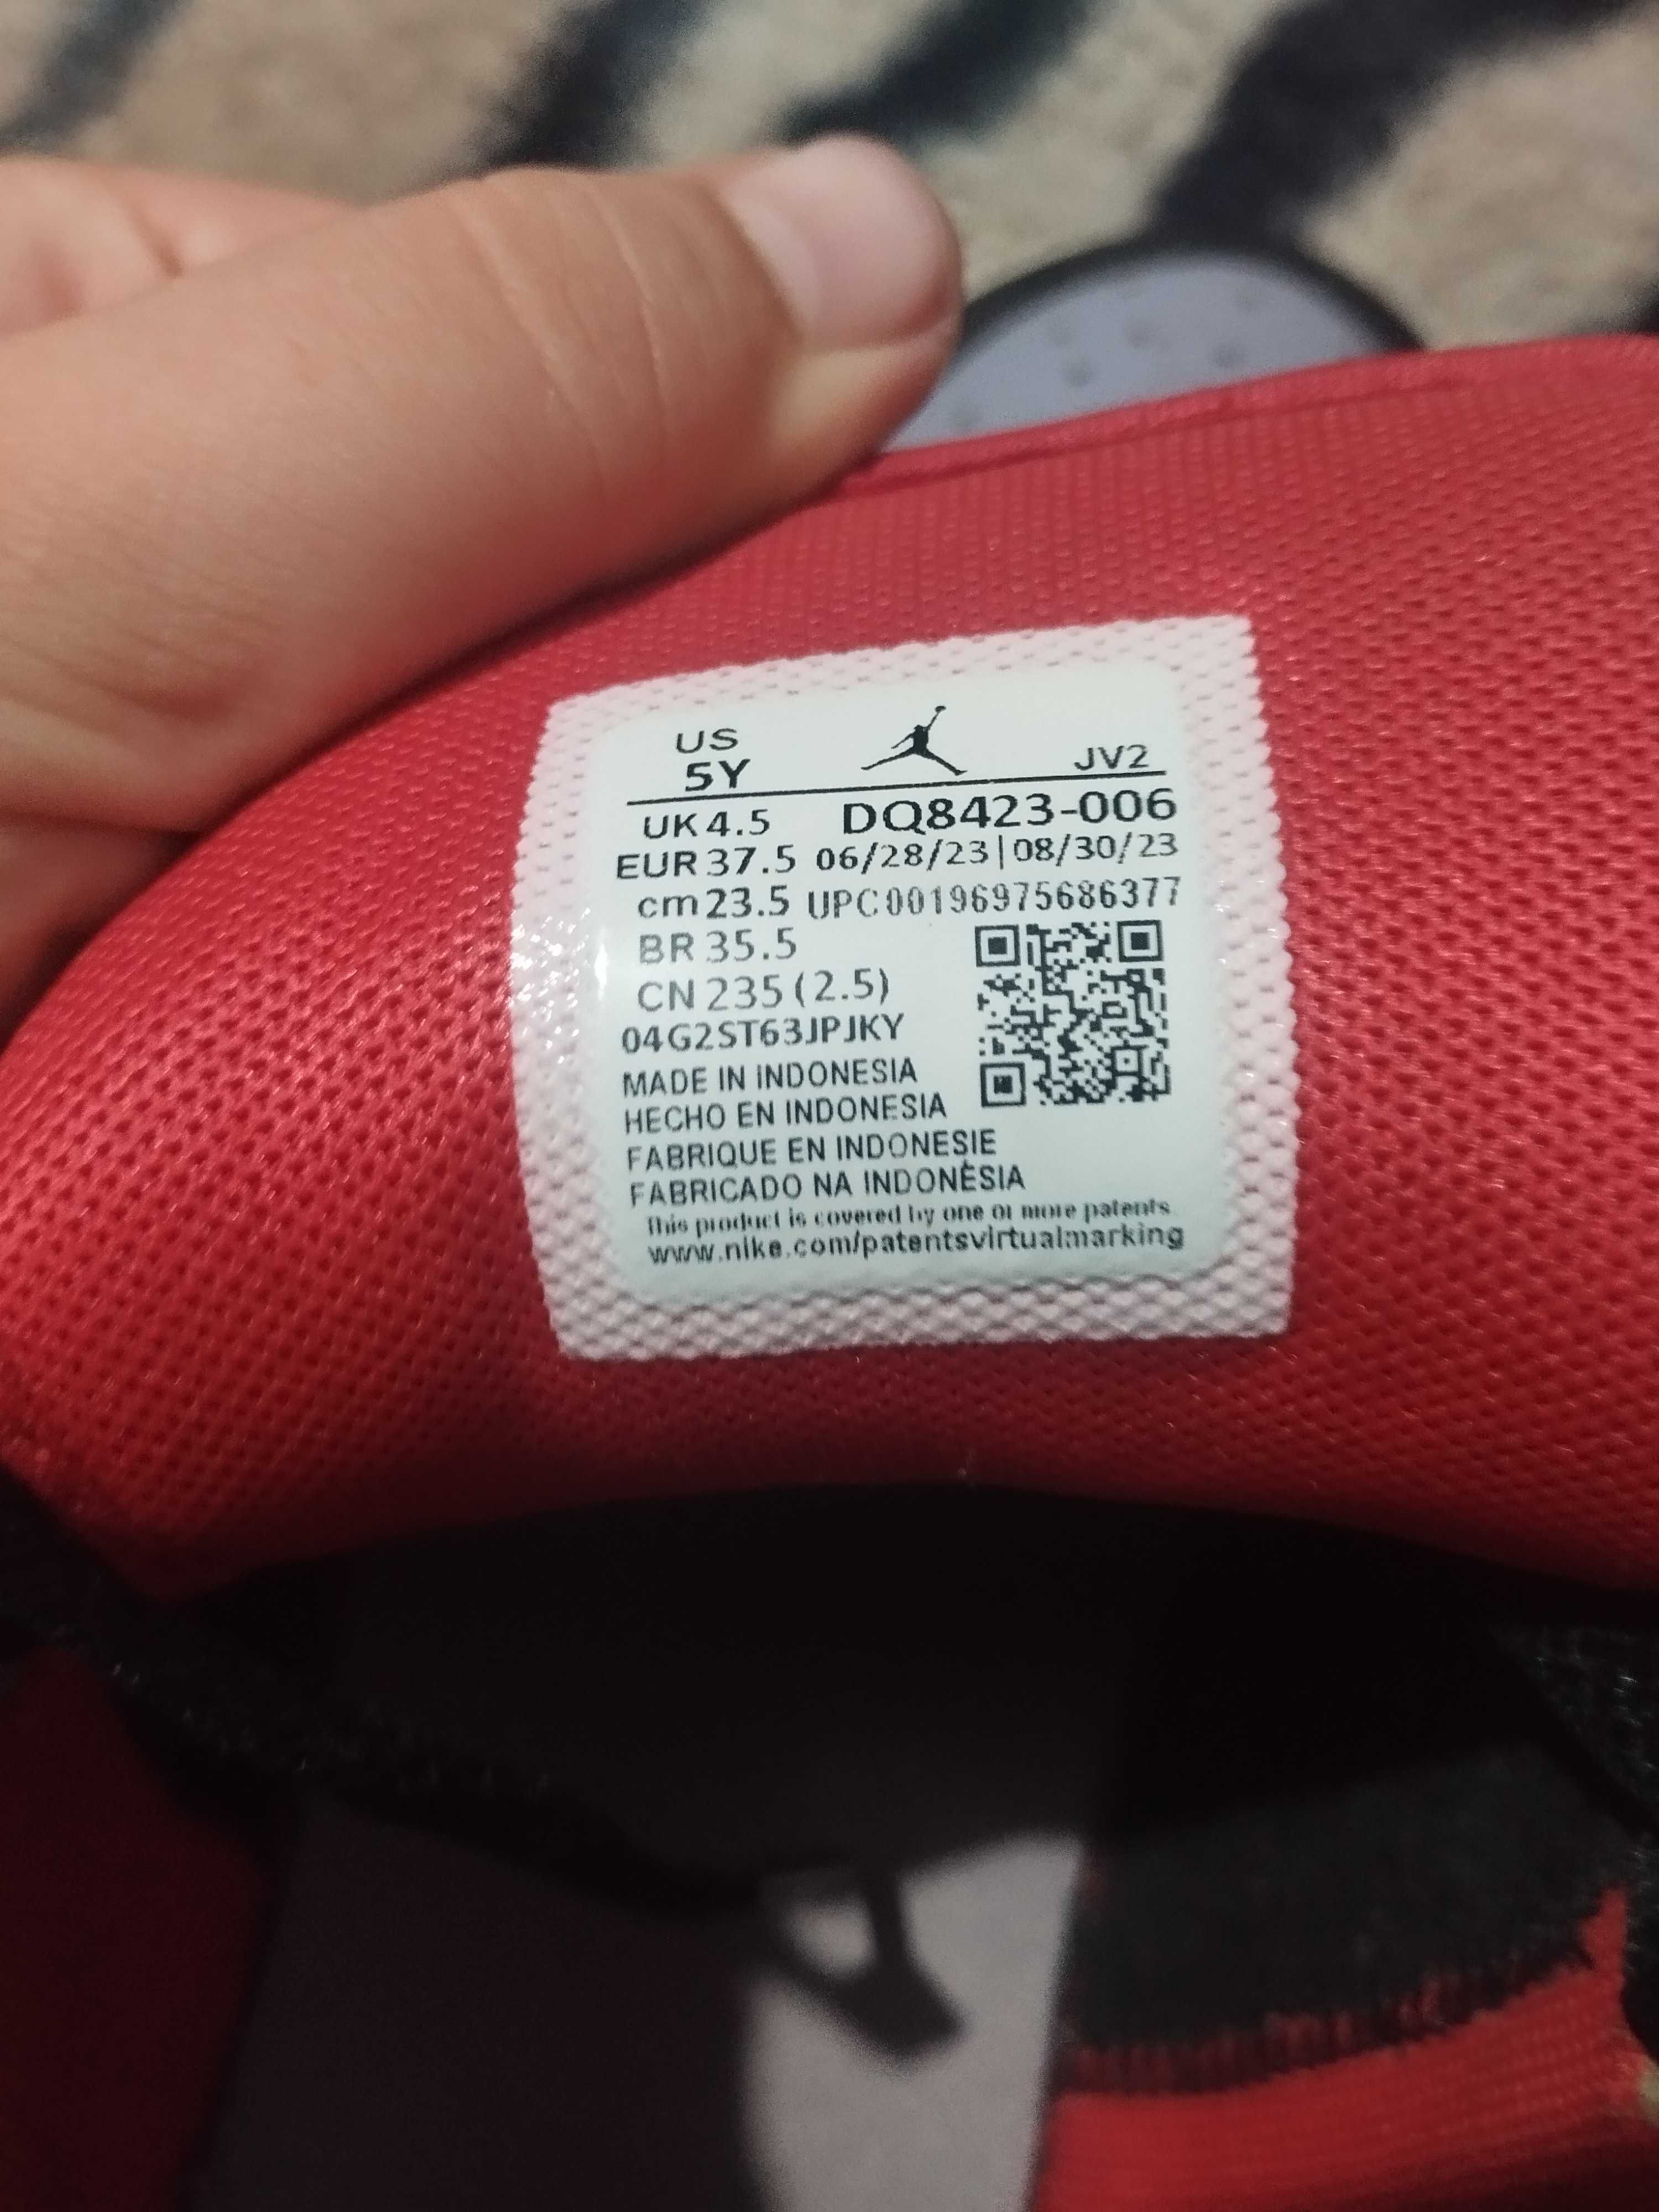 US
5Y
JV2
UK 4.5 DQ8423-006
EUR 37.5 06/28/23|08/30/23
cm 23.5 UPC00196975686377
BR 35.5
CN 235 (2.5)
04G2ST63JPJKY
MADE IN INDONESIA
HECHO EN INDONESIA
FABRIQUE EN INDONESIE
FABRICADO NA INDONÈSIA
This product is covered by one or more patents.
www.nike.com/patentsvirtualmarking